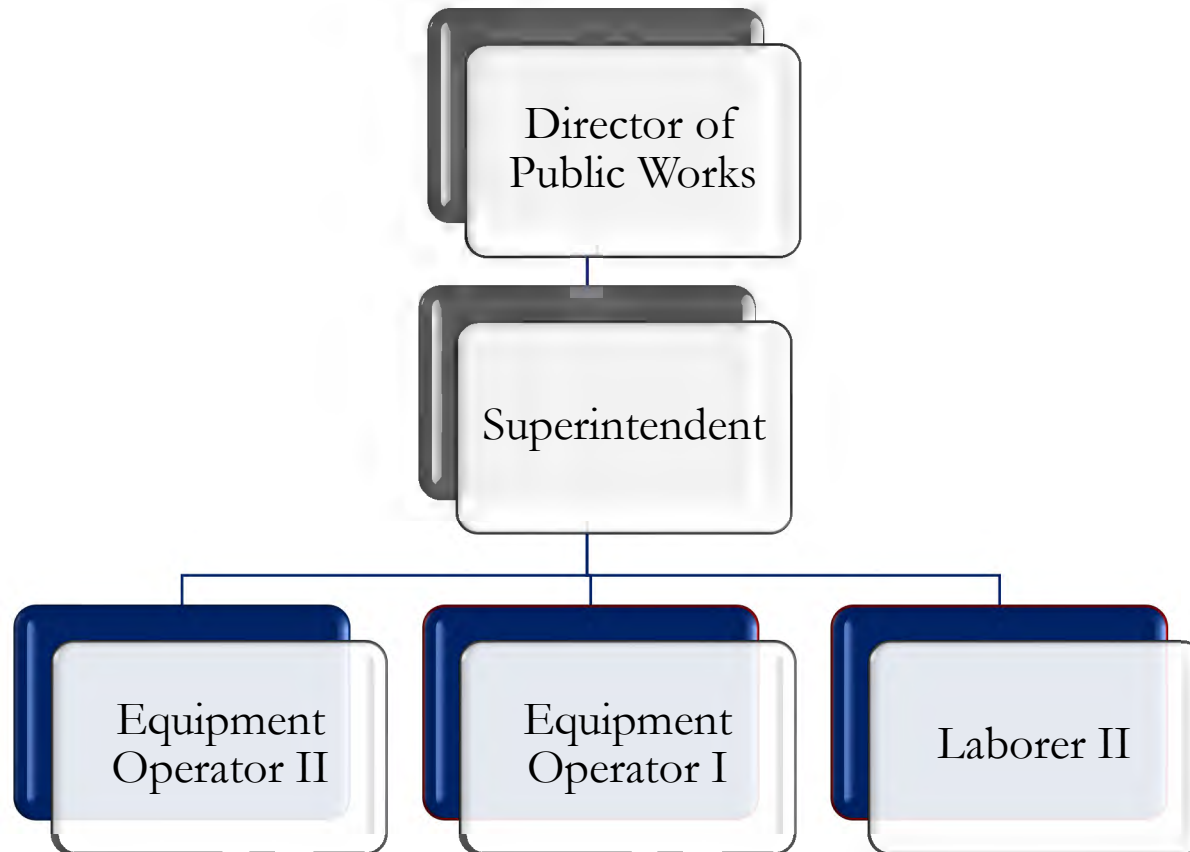 Director of
Public Works
Superintendent
Equipment
Operator II
Equipment
Operator I
Laborer II